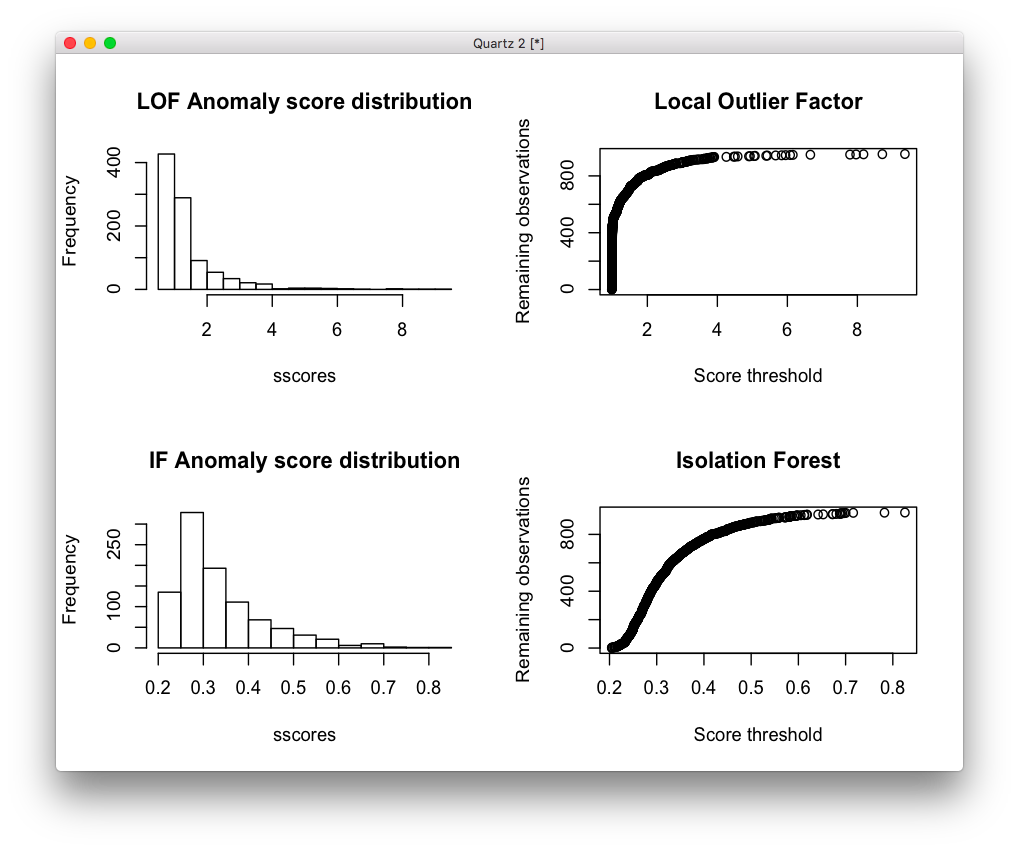 Quartz 2 [*]
LOF Anomaly score distribution
Frequency
0 200 400
2 4 6 8
sscores
Local Outlier Factor
Remaining observations
0 400 800
2 4 6 8
Score threshold
IF Anomaly score distribution
Frequency
0 100 250
0.2 0.3 0.4 0.5 0.6 0.7 0.8
sscores
Isolation Forest
Remaining observations
0 400 800
0.2 0.3 0.4 0.5 0.6 0.7 0.8
Score threshold